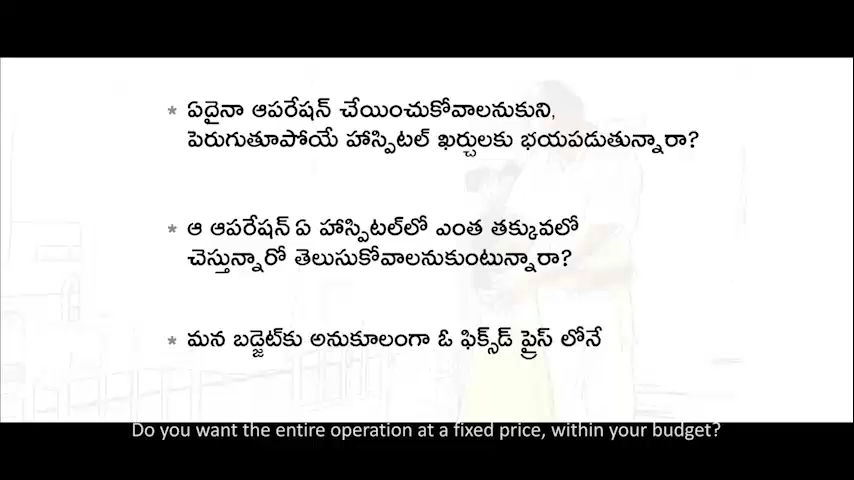 * ఏదైనా ఆపరేషన్ చేయించుకోవాలనుకుని,
పెరుగుతూపోయే హాస్పిటల్ ఖర్చులకు భయపడుతున్నారా?
* ఆ ఆపరేషన్ ఏ హాస్పిటల్‌లో ఎంత తక్కువలో
చెస్తున్నారో తెలుసుకోవాలనుకుంటున్నారా?
* మన బడ్జెట్‌కు అనుకూలంగా ఓ ఫిక్స్‌డ్ ప్రైస్ లోనే
Do you want the entire operation at a fixed price, within your budget?